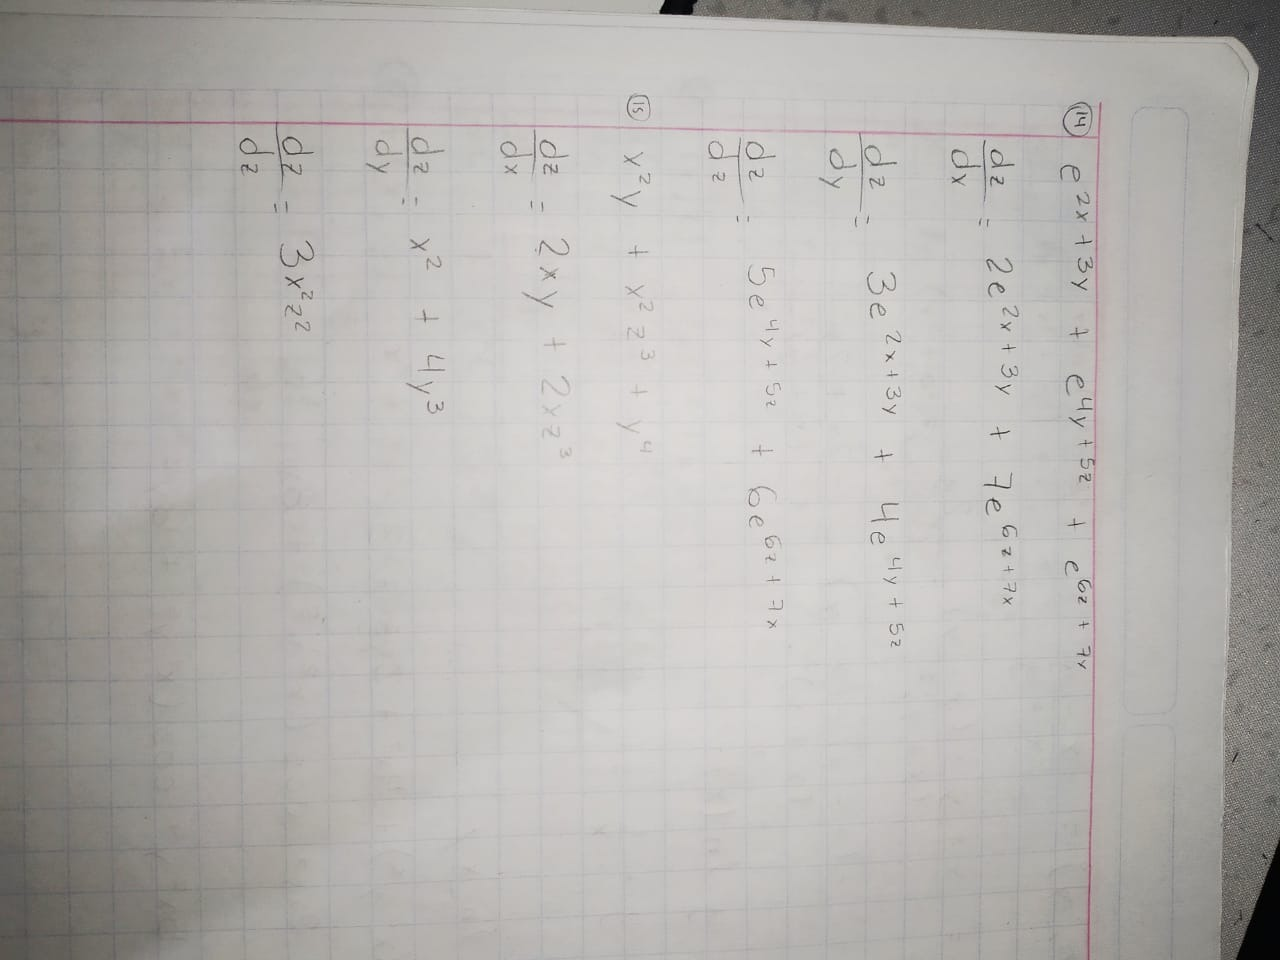 14 e^{2x+3y} + e^{4y+5z} + e^{6z+7x}
dz/dx = 2e^{2x+3y} + 7e^{6z+7x}
dz/dy = 3e^{2x+3y} + 4e^{4y+5z}
dz/dz = 5e^{4y+5z} + 6e^{6z+7x}
15 x²y + x²z³ + y⁴
dz/dx = 2xy + 2xz³
dz/dy = x² + 4y³
dz/dz = 3x²z²